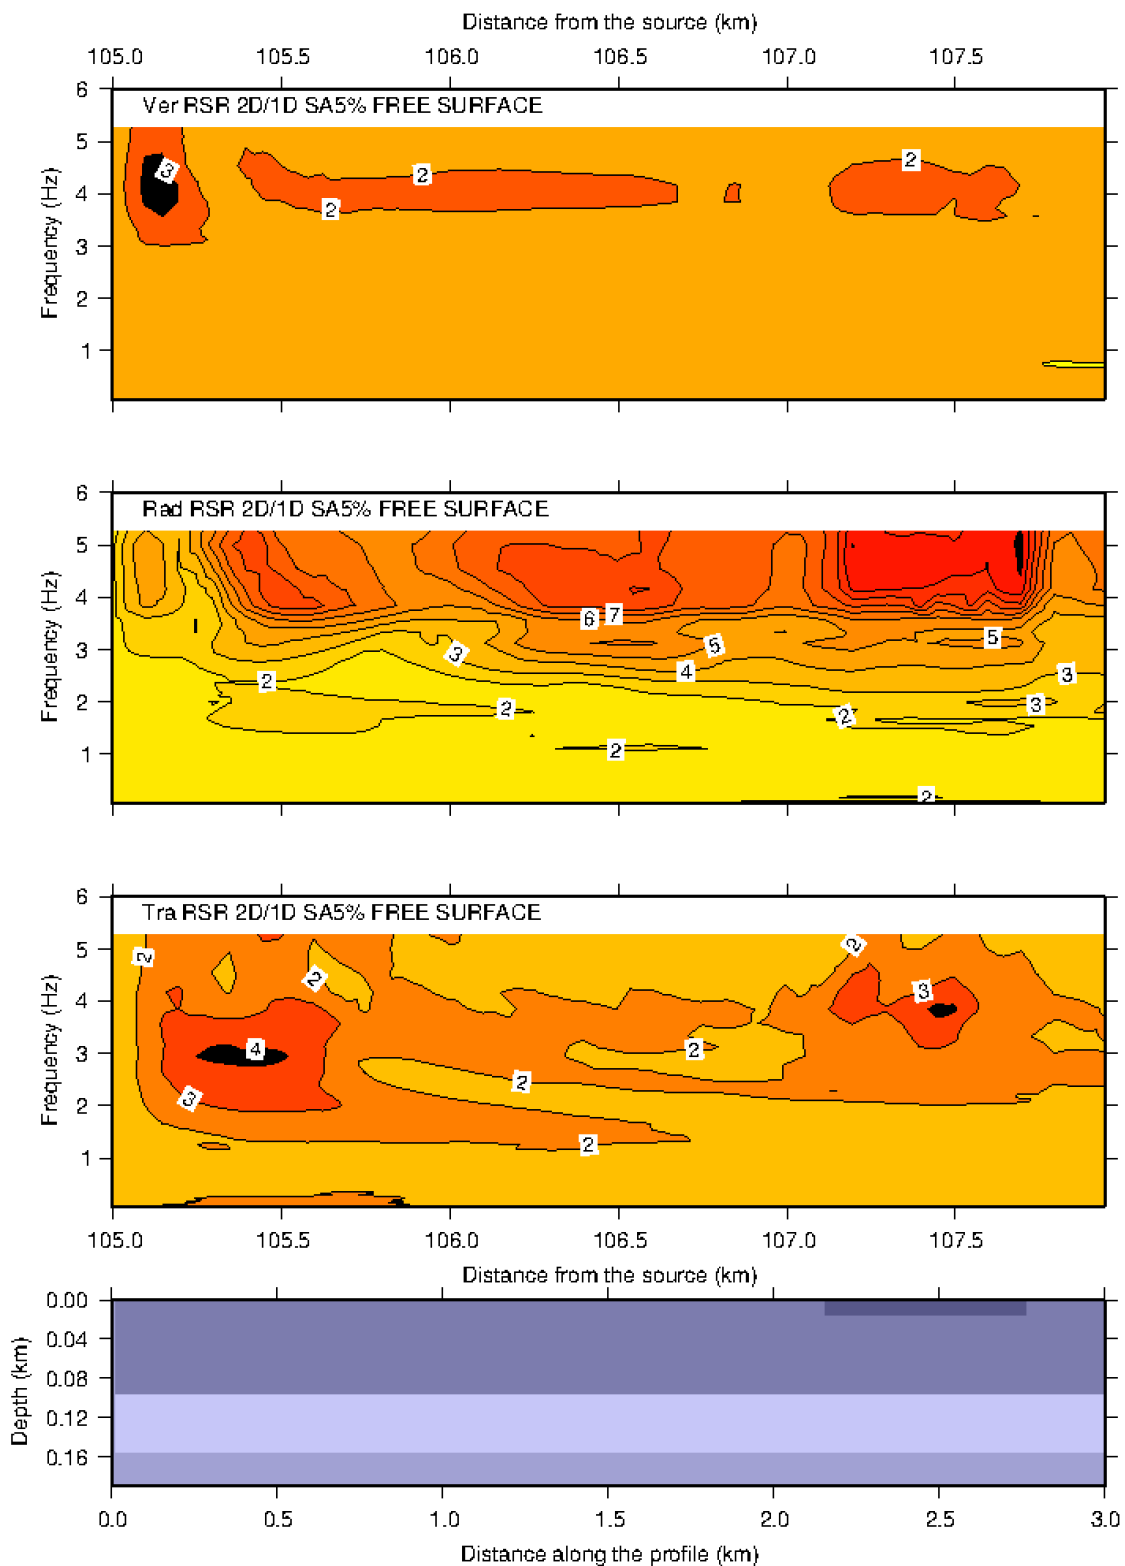 Distance from the source (km)
105.0 105.5 106.0 106.5 107.0 107.5
Ver RSR 2D/1D SA5% FREE SURFACE
Frequency (Hz)
6
5
4
3
2
1
3 2 2 2
Rad RSR 2D/1D SA5% FREE SURFACE
Frequency (Hz)
6
5
4
3
2
1
6 7
5 5
3
4 3
2
2 2 3
2
2
Tra RSR 2D/1D SA5% FREE SURFACE
Frequency (Hz)
6
5
4
3
2
1
2 2 2
3
4 2
3 2
2
105.0 105.5 106.0 106.5 107.0 107.5
Distance from the source (km)
Depth (km)
0.00
0.04
0.08
0.12
0.16
0.0 0.5 1.0 1.5 2.0 2.5 3.0
Distance along the profile (km)